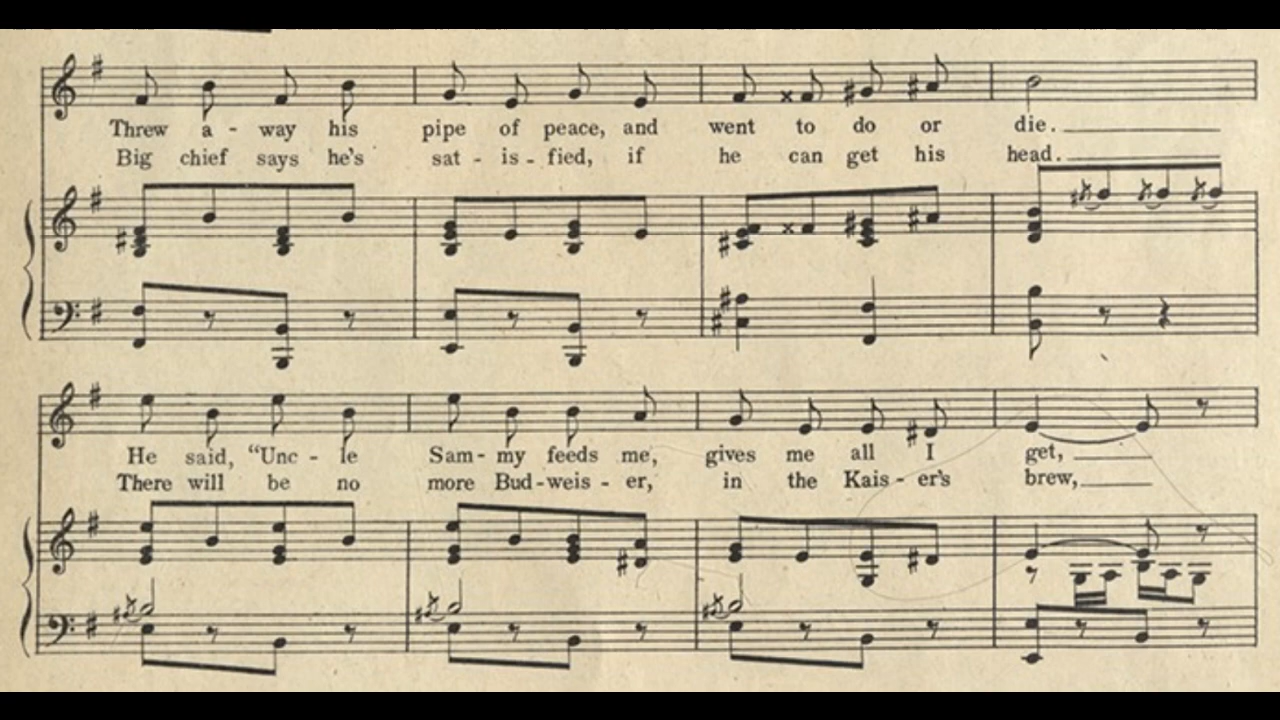 Threw a - way his pipe of peace, and went to do or die.
Big chief says he's sat - is - fied, if he can get his head.
He said, "Unc - le Sam - my feeds me, gives me all I get,
There will be no more Bud - weis - er, in the Kais - er's brew,